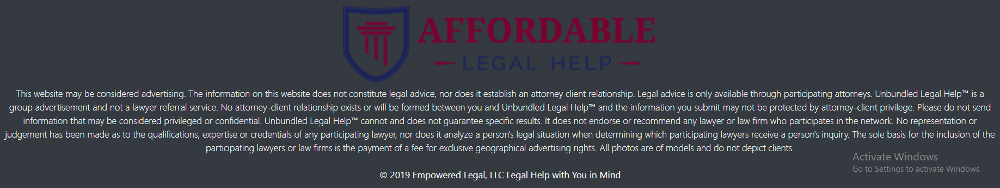 AFFORDABLE
LEGAL HELP
This website may be considered advertising. The information on this website does not constitute legal advice, nor does it establish an attorney client relationship. Legal advice is only available through participating attorneys. Unbundled Legal Help™ is a
group advertisement and not a lawyer referral service. No attorney-client relationship exists or will be formed between you and Unbundled Legal Help™ and the information you submit may not be protected by attorney-client privilege. Please do not send
information that may be considered privileged or confidential. Unbundled Legal Help™ cannot and does not guarantee specific results. It does not endorse or recommend any lawyer or law firm who participates in the network. No representation or
judgement has been made as to the qualifications, expertise or credentials of any participating lawyer, nor does it analyze a person's legal situation when determining which participating lawyers receive a person's inquiry. The sole basis for the inclusion of the
participating lawyers or law firms is the payment of a fee for exclusive geographical advertising rights. All photos are of models and do not depict clients.
Activate Windows
Go to Settings to activate Windows.
© 2019 Empowered Legal, LLC Legal Help with You in Mind